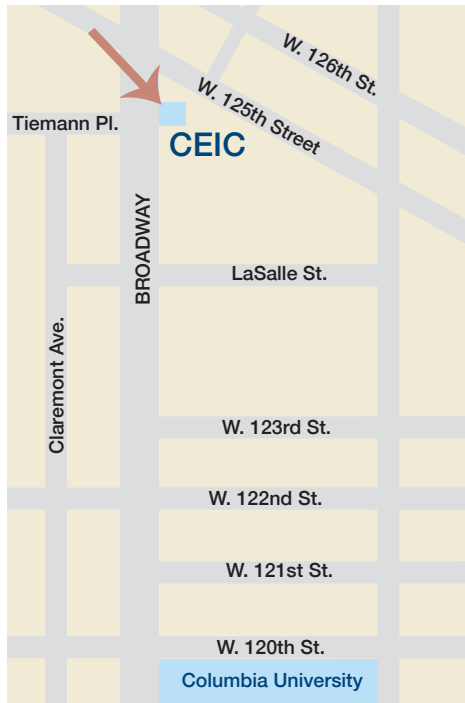 W. 126th St.
W. 125th Street
Tiemann Pl.
CEIC
BROADWAY
LaSalle St.
Claremont Ave.
W. 123rd St.
W. 122nd St.
W. 121st St.
W. 120th St.
Columbia University